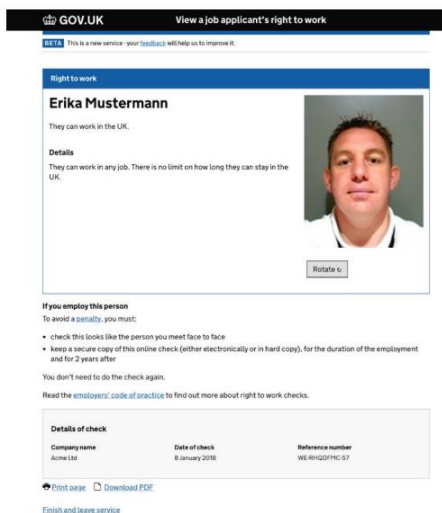 GOV.UK View a job applicant's right to work
BETA This is a new service - your feedback will help us to improve it.
Right to work
Erika Mustermann
They can work in the UK.
Details
They can work in any job. There is no limit on how long they can stay in the
UK.
Rotate ↻
If you employ this person
To avoid a penalty, you must:
• check this looks like the person you meet face to face
• keep a secure copy of this online check (either electronically or in hard copy), for the duration of the employment
and for 2 years after
You don't need to do the check again.
Read the employers' code of practice to find out more about right to work checks.
Details of check
Company name Date of check Reference number
Acme Ltd 8 January 2018 WE-RHQDFMC-S7
Print page Download PDF
Finish and leave service